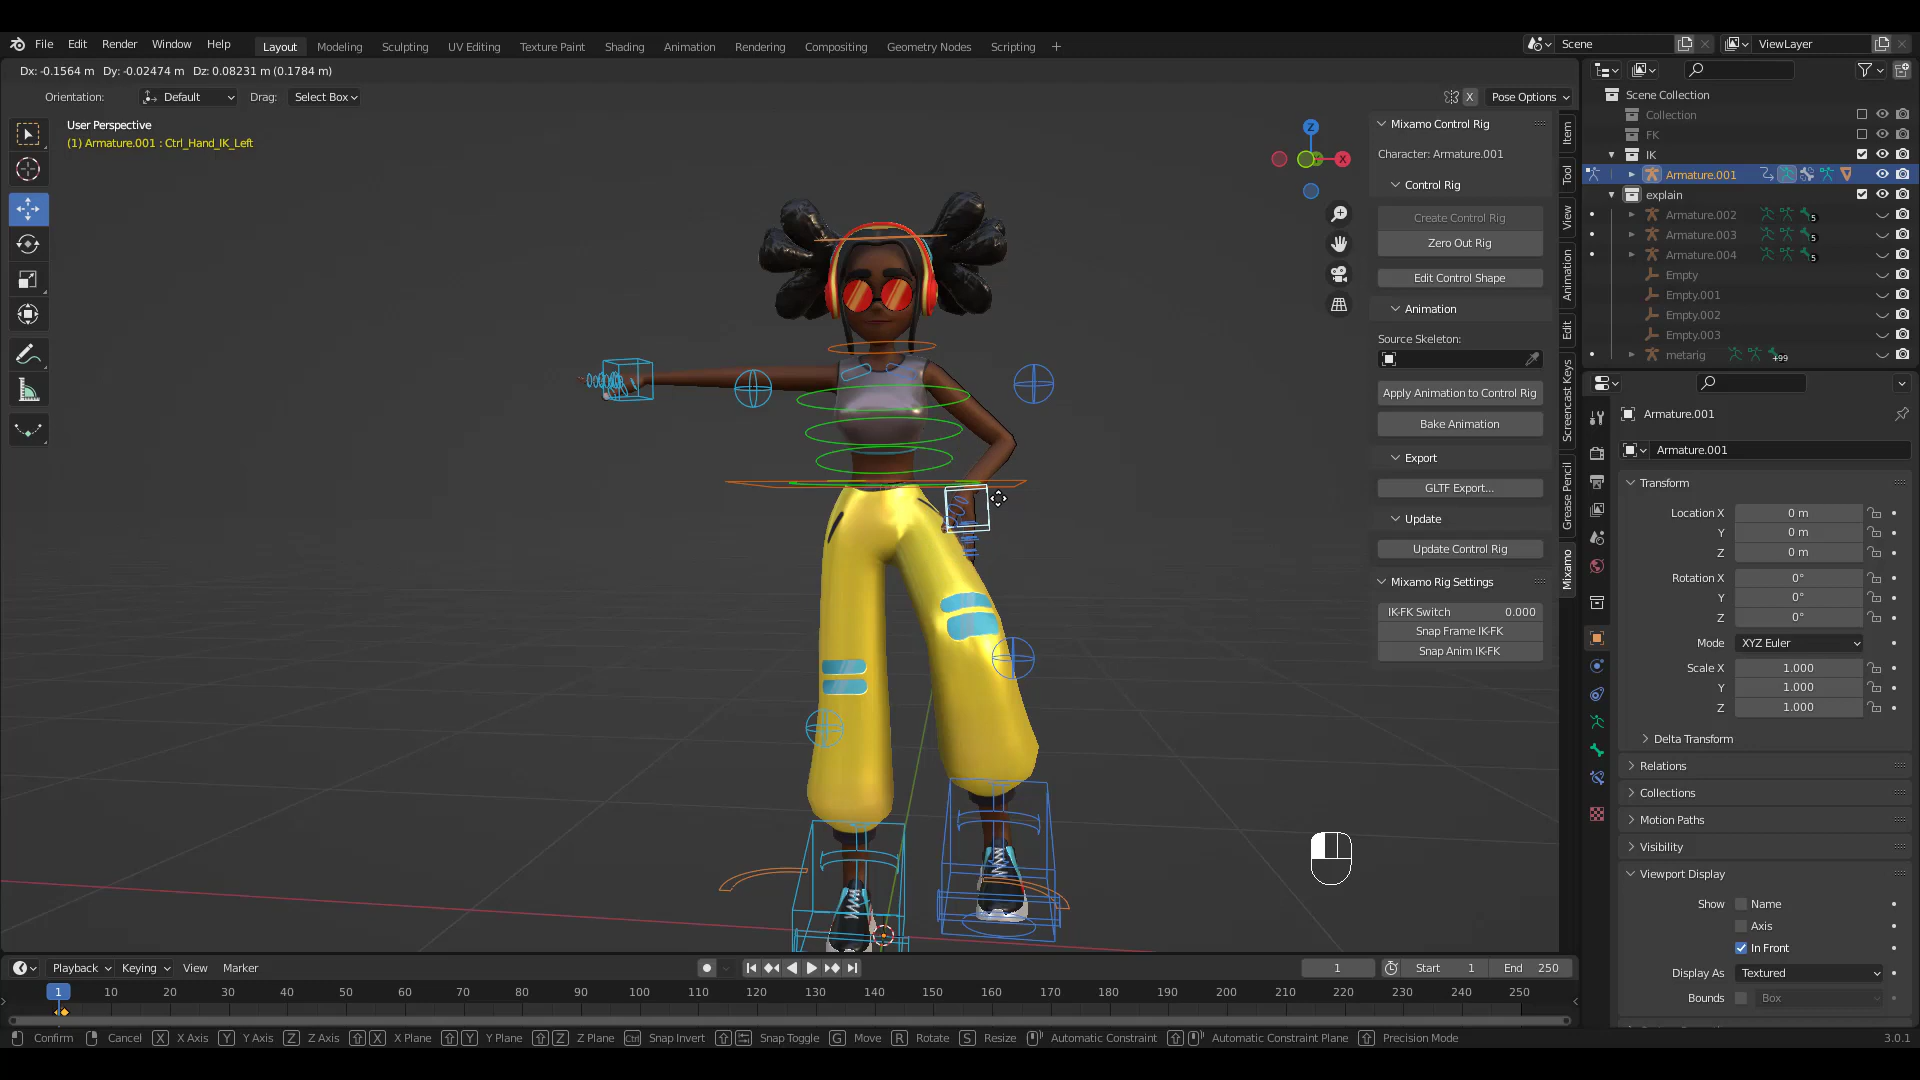 File Edit Render Window Help Layout Modeling Sculpting UV Editing Texture Paint Shading Animation Rendering Compositing Geometry Nodes Scripting + Scene ViewLayer
Dx: -0.1564 m Dy: -0.02474 m Dz: 0.08231 m (0.1784 m)
Orientation: Default Drag: Select Box X Pose Options
User Perspective
(1) Armature.001 : Ctrl_Hand_IK_Left
Z
X
Mixamo Control Rig
Character: Armature.001
Control Rig
Create Control Rig
Zero Out Rig
Edit Control Shape
Animation
Source Skeleton:
Apply Animation to Control Rig
Bake Animation
Export
GLTF Export...
Update
Update Control Rig
Mixamo Rig Settings
IK-FK Switch 0.000
Snap Frame IK-FK
Snap Anim IK-FK
Item
Tool
View
Animation
Edit
Screencast Keys
Grease Pencil
Mixamo
Scene Collection
Collection
FK
IK
Armature.001
explain
Armature.002 5
Armature.003 5
Armature.004 5
Empty
Empty.001
Empty.002
Empty.003
metarig +99
Armature.001
Armature.001
Transform
Location X 0 m
Y 0 m
Z 0 m
Rotation X 0°
Y 0°
Z 0°
Mode XYZ Euler
Scale X 1.000
Y 1.000
Z 1.000
Delta Transform
Relations
Collections
Motion Paths
Visibility
Viewport Display
Show Name
Axis
In Front
Display As Textured
Bounds Box
Playback Keying View Marker 1 Start 1 End 250
1 10 20 30 40 50 60 70 80 90 100 110 120 130 140 150 160 170 180 190 200 210 220 230 240 250
Confirm Cancel X X Axis Y Y Axis Z Z Axis X X Plane Y Y Plane Z Z Plane Ctrl Snap Invert Snap Toggle G Move R Rotate S Resize Automatic Constraint Automatic Constraint Plane Precision Mode 3.0.1